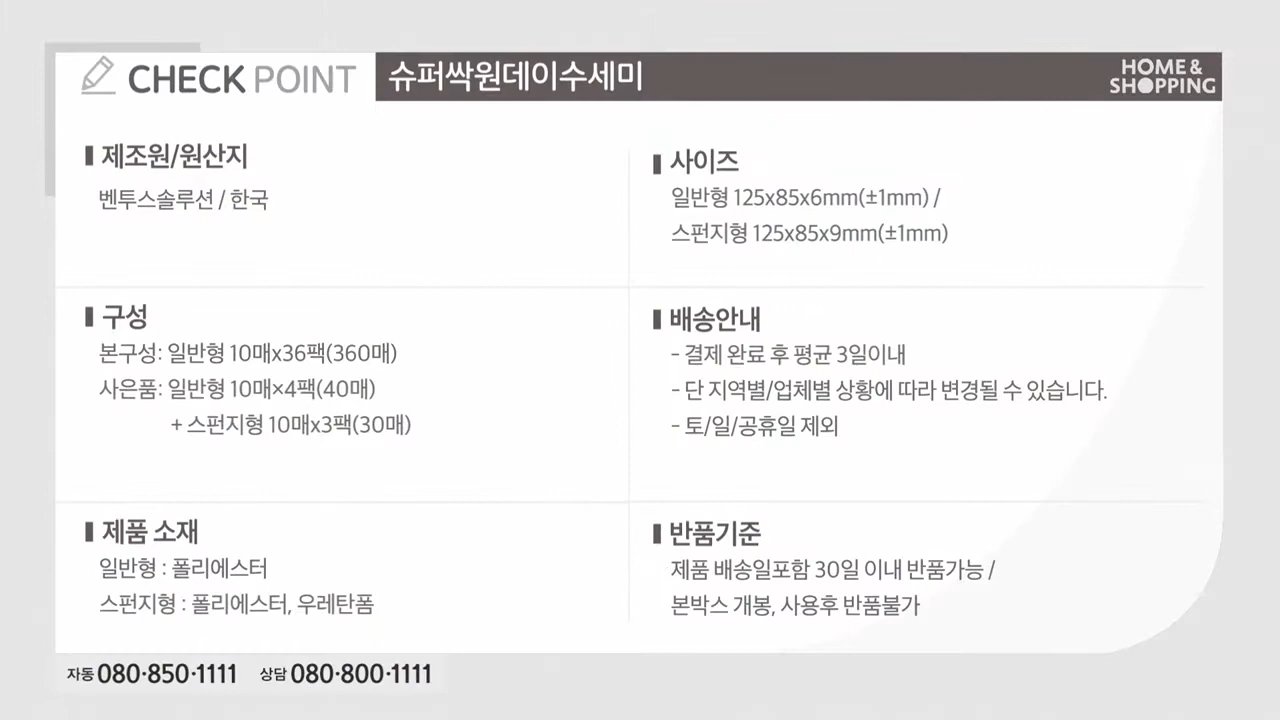 CHECK POINT 슈퍼싹원데이수세미
HOME &
SHOPPING
제조원/원산지
벤투스솔루션 / 한국
사이즈
일반형 125x85x6mm(±1mm) /
스펀지형 125x85x9mm(±1mm)
구성
본구성: 일반형 10매x36팩(360매)
사은품: 일반형 10매×4팩(40매)
+ 스펀지형 10매x3팩(30매)
배송안내
- 결제 완료 후 평균 3일이내
- 단 지역별/업체별 상황에 따라 변경될 수 있습니다.
- 토/일/공휴일 제외
제품 소재
일반형 : 폴리에스터
스펀지형 : 폴리에스터, 우레탄폼
반품기준
제품 배송일포함 30일 이내 반품가능 /
본박스 개봉, 사용후 반품불가
자동 080·850·1111 상담 080·800·1111